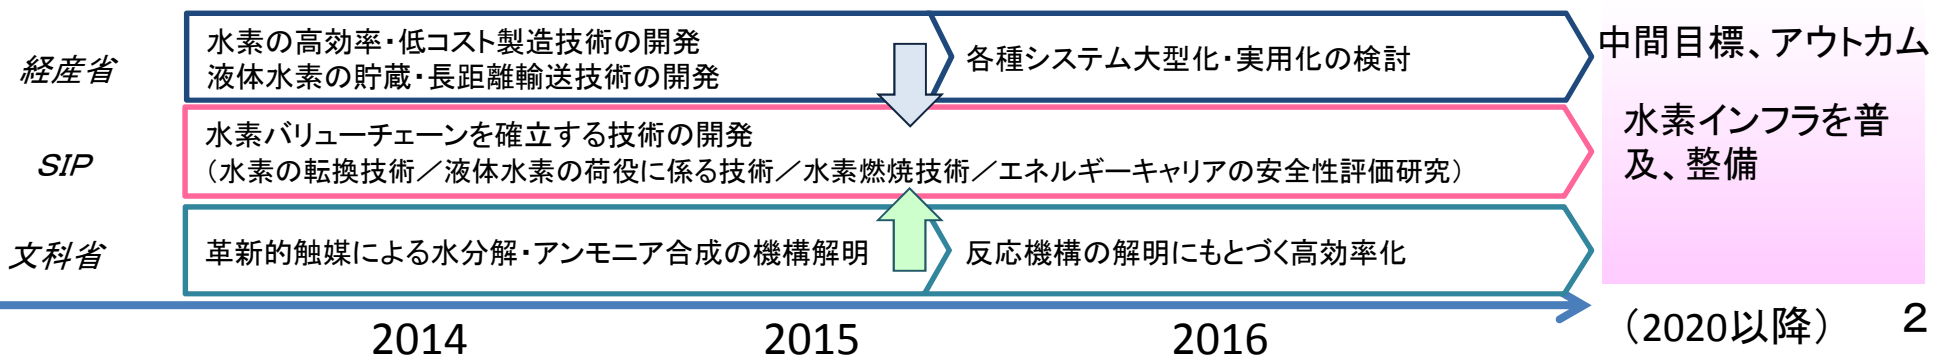 経産省
水素の高効率・低コスト製造技術の開発
液体水素の貯蔵・長距離輸送技術の開発
各種システム大型化・実用化の検討
中間目標、アウトカム
SIP
水素バリューチェーンを確立する技術の開発
（水素の転換技術／液体水素の荷役に係る技術／水素燃焼技術／エネルギーキャリアの安全性評価研究）
水素インフラを普
及、整備
文科省
革新的触媒による水分解・アンモニア合成の機構解明
反応機構の解明にもとづく高効率化
2014
2015
2016
（2020以降）
2